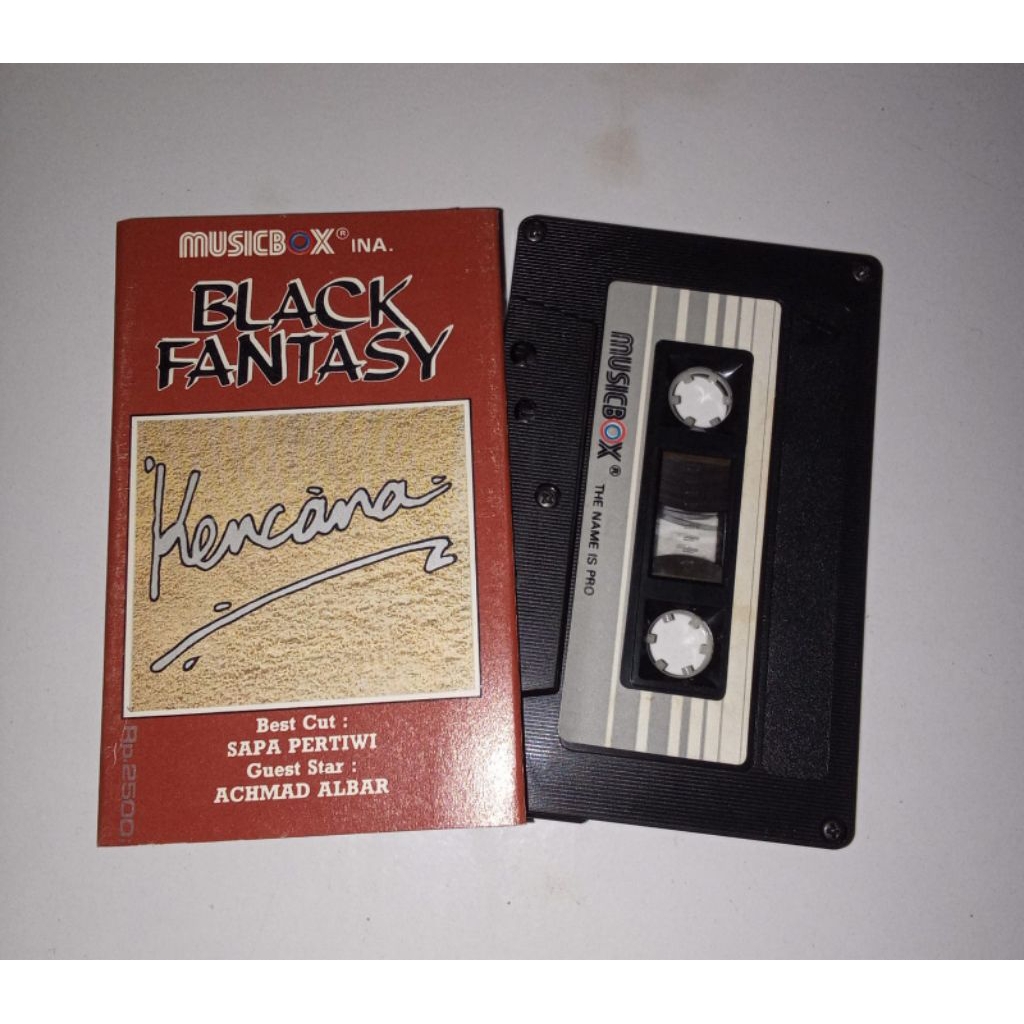 MUSICBOX® INA.
BLACK
FANTASY
Kencana
Best Cut :
SAPA PERTIWI
Guest Star :
ACHMAD ALBAR
Rp.2500
MUSICBOX®
THE NAME IS PRO